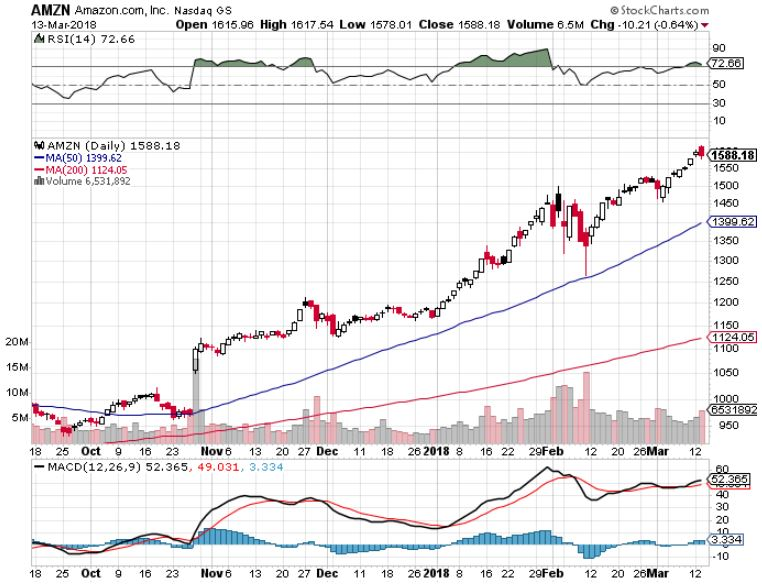 AMZN Amazon.com, Inc. Nasdaq GS © StockCharts.com
13-Mar-2018 Open 1615.96 High 1617.54 Low 1578.01 Close 1588.18 Volume 6.5M Chg -10.21 (-0.64%)
RSI(14) 72.66
90
72.66
50
30
10
AMZN (Daily) 1588.18
MA(50) 1399.62
MA(200) 1124.05
Volume 6,531,892
1588.18
1550
1500
1450
1399.62
1350
1300
1250
1200
1150
1124.05
1100
1050
1000
6531892
950
20M
15M
10M
5M
18 25 Oct 9 16 23 Nov 6 13 20 27 Dec 11 18 26 2018 8 16 22 29 Feb 12 20 26 Mar 12
MACD(12,26,9) 52.365, 49.031, 3.334
60
52.365
40
30
20
10
3.334
0
-10
18 25 Oct 9 16 23 Nov 6 13 20 27 Dec 11 18 26 2018 8 16 22 29 Feb 12 20 26 Mar 12